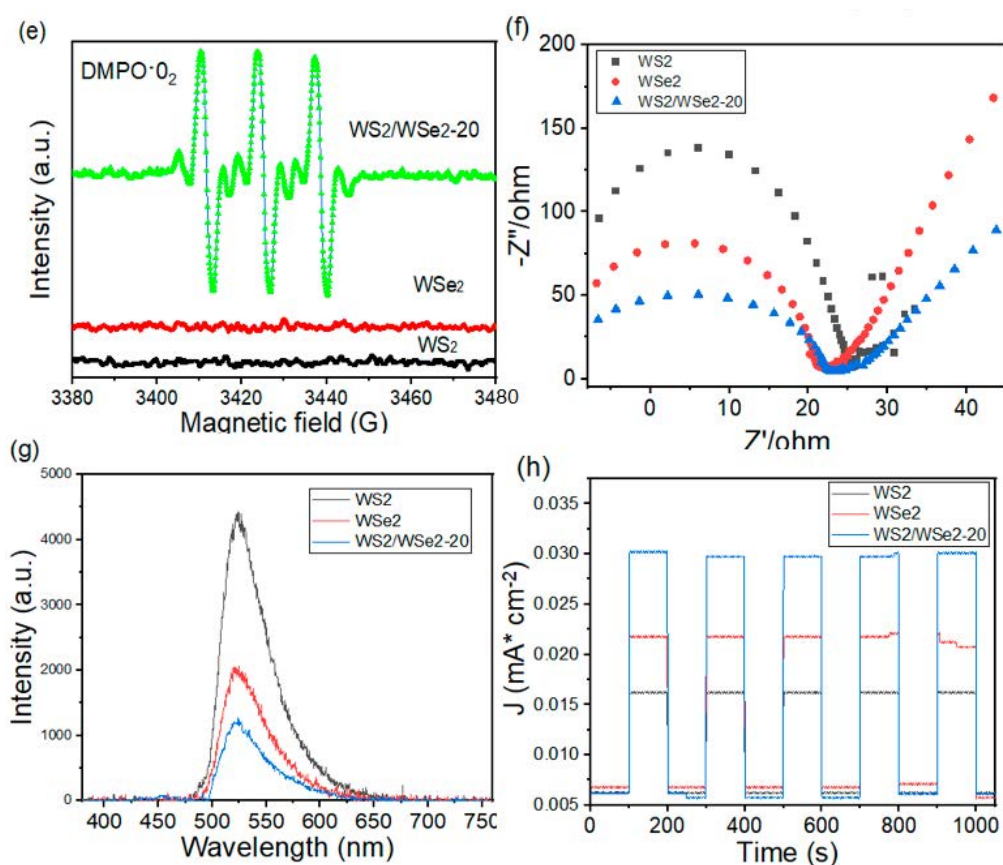 (e)
DMPO·0₂
WS₂/WSe₂-20
WSe₂
WS₂
Intensity (a.u.)
3380 3400 3420 3440 3460 3480
Magnetic field (G)
(f)
WS2
WSe2
WS2/WSe2-20
-Z"/ohm
200
150
100
50
0
0 10 20 30 40
Z'/ohm
(g)
WS2
WSe2
WS2/WSe2-20
Intensity (a.u.)
5000
4000
3000
2000
1000
0
400 450 500 550 600 650 700 750
Wavelength (nm)
(h)
WS2
WSe2
WS2/WSe2-20
J (mA* cm⁻²)
0.035
0.030
0.025
0.020
0.015
0.010
0.005
0 200 400 600 800 1000
Time (s)